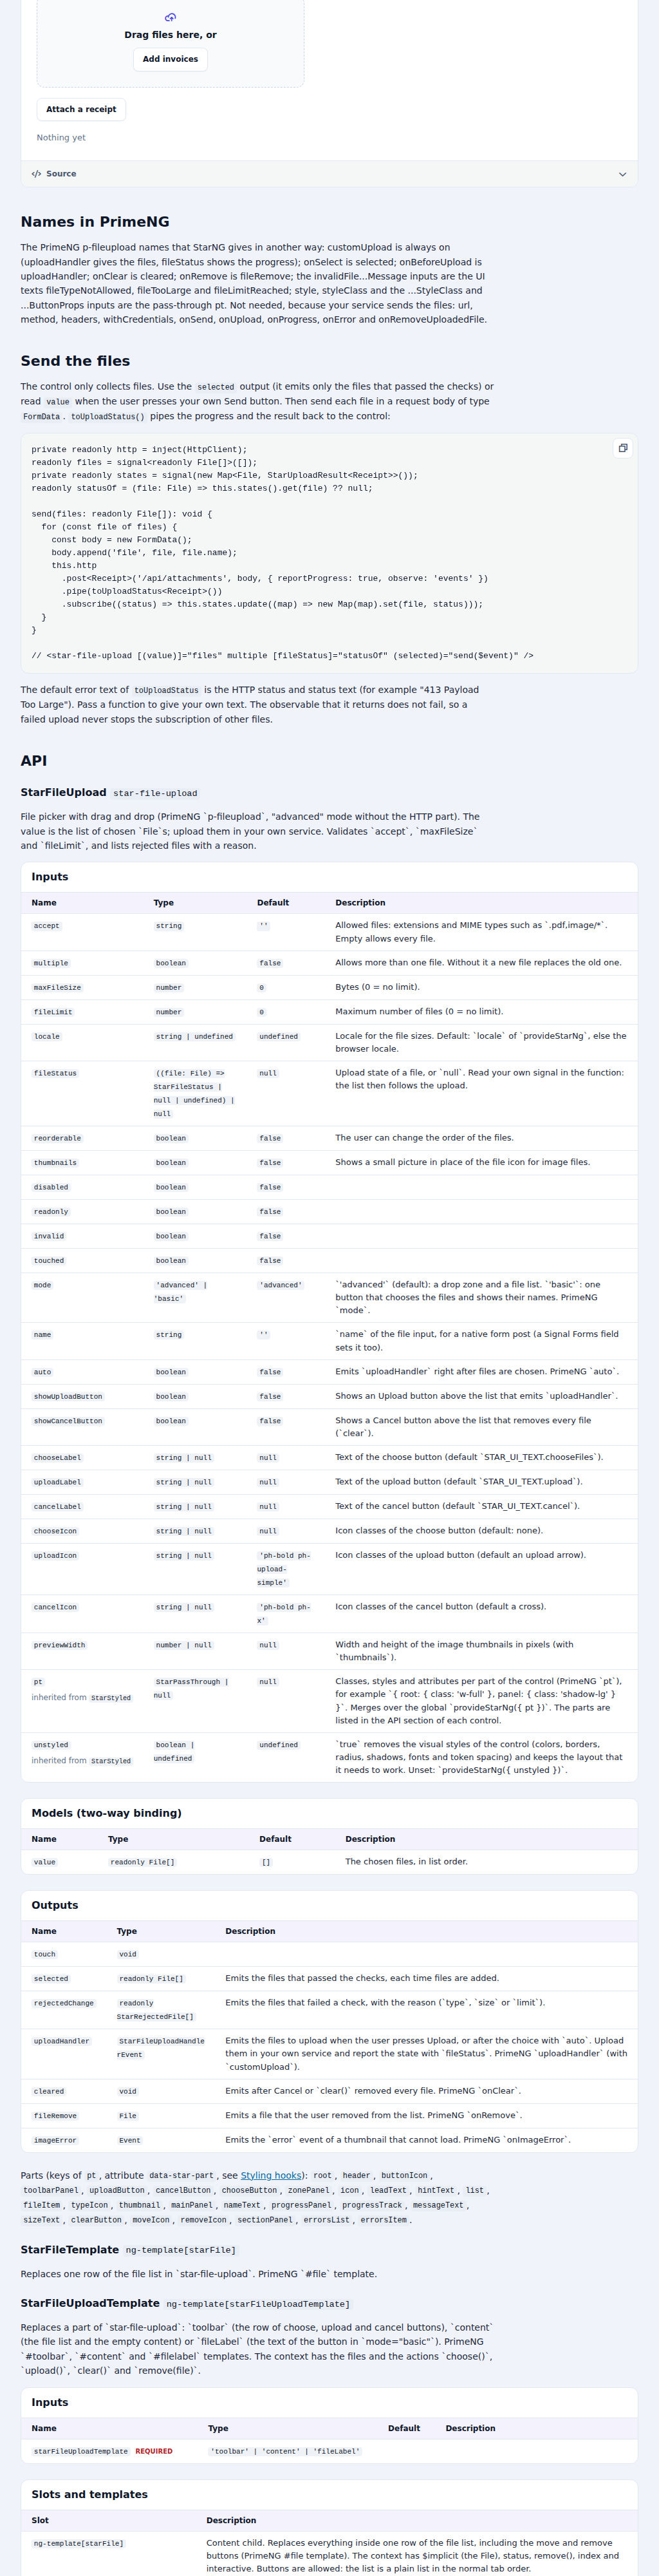 Drag files here, or
Add invoices
Attach a receipt
Nothing yet
</> Source
Names in PrimeNG
The PrimeNG p-fileupload names that StarNG gives in another way: customUpload is always on
(uploadHandler gives the files, fileStatus shows the progress); onSelect is selected; onBeforeUpload is
uploadHandler; onClear is cleared; onRemove is fileRemove; the invalidFile...Message inputs are the UI
texts fileTypeNotAllowed, fileTooLarge and fileLimitReached; style, styleClass and the ...StyleClass and
...ButtonProps inputs are the pass-through pt. Not needed, because your service sends the files: url,
method, headers, withCredentials, onSend, onUpload, onProgress, onError and onRemoveUploadedFile.
Send the files
The control only collects files. Use the selected output (it emits only the files that passed the checks) or
read value when the user presses your own Send button. Then send each file in a request body of type
FormData. toUploadStatus() pipes the progress and the result back to the control:
private readonly http = inject(HttpClient);
readonly files = signal<readonly File[]>([]);
private readonly states = signal(new Map<File, StarUploadResult<Receipt>>());
readonly statusOf = (file: File) => this.states().get(file) ?? null;
send(files: readonly File[]): void {
for (const file of files) {
const body = new FormData();
body.append('file', file, file.name);
this.http
.post<Receipt>('/api/attachments', body, { reportProgress: true, observe: 'events' })
.pipe(toUploadStatus<Receipt>())
.subscribe((status) => this.states.update((map) => new Map(map).set(file, status)));
}
}
// <star-file-upload [(value)]="files" multiple [fileStatus]="statusOf" (selected)="send($event)" />
The default error text of toUploadStatus is the HTTP status and status text (for example "413 Payload
Too Large"). Pass a function to give your own text. The observable that it returns does not fail, so a
failed upload never stops the subscription of other files.
API
StarFileUpload star-file-upload
File picker with drag and drop (PrimeNG `p-fileupload`, "advanced" mode without the HTTP part). The
value is the list of chosen `File`s; upload them in your own service. Validates `accept`, `maxFileSize`
and `fileLimit`, and lists rejected files with a reason.
Inputs
Name Type Default Description
accept string '' Allowed files: extensions and MIME types such as `.pdf,image/*`.
Empty allows every file.
multiple boolean false Allows more than one file. Without it a new file replaces the old one.
maxFileSize number 0 Bytes (0 = no limit).
fileLimit number 0 Maximum number of files (0 = no limit).
locale string | undefined undefined Locale for the file sizes. Default: `locale` of `provideStarNg`, else the
browser locale.
fileStatus ((file: File) => null Upload state of a file, or `null`. Read your own signal in the function:
StarFileStatus | the list then follows the upload.
null | undefined) |
null
reorderable boolean false The user can change the order of the files.
thumbnails boolean false Shows a small picture in place of the file icon for image files.
disabled boolean false
readonly boolean false
invalid boolean false
touched boolean false
mode 'advanced' | 'advanced' `'advanced'` (default): a drop zone and a file list. `'basic'`: one
'basic' button that chooses the files and shows their names. PrimeNG
`mode`.
name string '' `name` of the file input, for a native form post (a Signal Forms field
sets it too).
auto boolean false Emits `uploadHandler` right after files are chosen. PrimeNG `auto`.
showUploadButton boolean false Shows an Upload button above the list that emits `uploadHandler`.
showCancelButton boolean false Shows a Cancel button above the list that removes every file
(`clear`).
chooseLabel string | null null Text of the choose button (default `STAR_UI_TEXT.chooseFiles`).
uploadLabel string | null null Text of the upload button (default `STAR_UI_TEXT.upload`).
cancelLabel string | null null Text of the cancel button (default `STAR_UI_TEXT.cancel`).
chooseIcon string | null null Icon classes of the choose button (default: none).
uploadIcon string | null 'ph-bold ph- Icon classes of the upload button (default an upload arrow).
upload-
simple'
cancelIcon string | null 'ph-bold ph- Icon classes of the cancel button (default a cross).
x'
previewWidth number | null null Width and height of the image thumbnails in pixels (with
`thumbnails`).
pt StarPassThrough | null Classes, styles and attributes per part of the control (PrimeNG `pt`),
inherited from StarStyled null for example `{ root: { class: 'w-full' }, panel: { class: 'shadow-lg' }
}`. Merges over the global `provideStarNg({ pt })`. The parts are
listed in the API section of each control.
unstyled boolean | undefined `true` removes the visual styles of the control (colors, borders,
inherited from StarStyled undefined radius, shadows, fonts and token spacing) and keeps the layout that
it needs to work. Unset: `provideStarNg({ unstyled })`.
Models (two-way binding)
Name Type Default Description
value readonly File[] [] The chosen files, in list order.
Outputs
Name Type Description
touch void
selected readonly File[] Emits the files that passed the checks, each time files are added.
rejectedChange readonly Emits the files that failed a check, with the reason (`type`, `size` or `limit`).
StarRejectedFile[]
uploadHandler StarFileUploadHandle Emits the files to upload when the user presses Upload, or after the choice with `auto`. Upload
rEvent them in your own service and report the state with `fileStatus`. PrimeNG `uploadHandler` (with
`customUpload`).
cleared void Emits after Cancel or `clear()` removed every file. PrimeNG `onClear`.
fileRemove File Emits a file that the user removed from the list. PrimeNG `onRemove`.
imageError Event Emits the `error` event of a thumbnail that cannot load. PrimeNG `onImageError`.
Parts (keys of pt, attribute data-star-part, see Styling hooks): root, header, buttonIcon,
toolbarPanel, uploadButton, cancelButton, chooseButton, zonePanel, icon, leadText, hintText, list,
fileItem, typeIcon, thumbnail, mainPanel, nameText, progressPanel, progressTrack, messageText,
sizeText, clearButton, moveIcon, removeIcon, sectionPanel, errorsList, errorsItem.
StarFileTemplate ng-template[starFile]
Replaces one row of the file list in `star-file-upload`. PrimeNG `#file` template.
StarFileUploadTemplate ng-template[starFileUploadTemplate]
Replaces a part of `star-file-upload`: `toolbar` (the row of choose, upload and cancel buttons), `content`
(the file list and the empty content) or `fileLabel` (the text of the button in `mode="basic"`). PrimeNG
`#toolbar`, `#content` and `#filelabel` templates. The context has the files and the actions `choose()`,
`upload()`, `clear()` and `remove(file)`.
Inputs
Name Type Default Description
starFileUploadTemplate REQUIRED 'toolbar' | 'content' | 'fileLabel'
Slots and templates
Slot Description
ng-template[starFile] Content child. Replaces everything inside one row of the file list, including the move and remove
buttons (PrimeNG #file template). The context has $implicit (the File), status, remove(), index and
interactive. Buttons are allowed: the list is a plain list in the normal tab order.